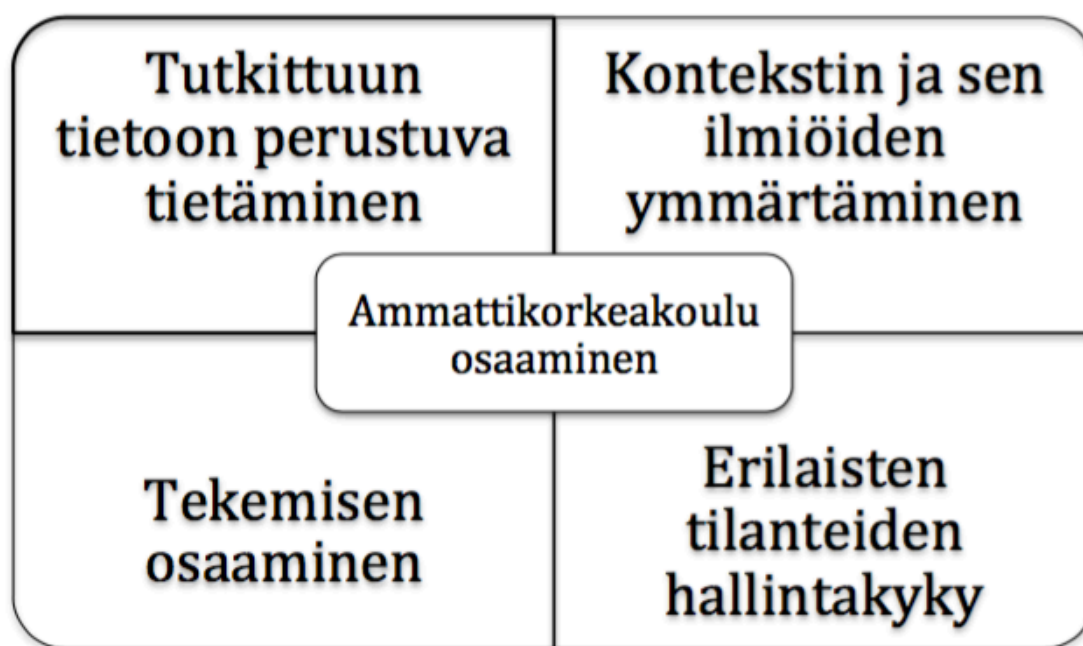 Tutkittuun
tietoon perustuva
tietäminen
Kontekstin ja sen
ilmiöiden
ymmärtäminen
Ammattikorkeakoulu
osaaminen
Tekemisen
osaaminen
Erilaisten
tilanteiden
hallintakyky